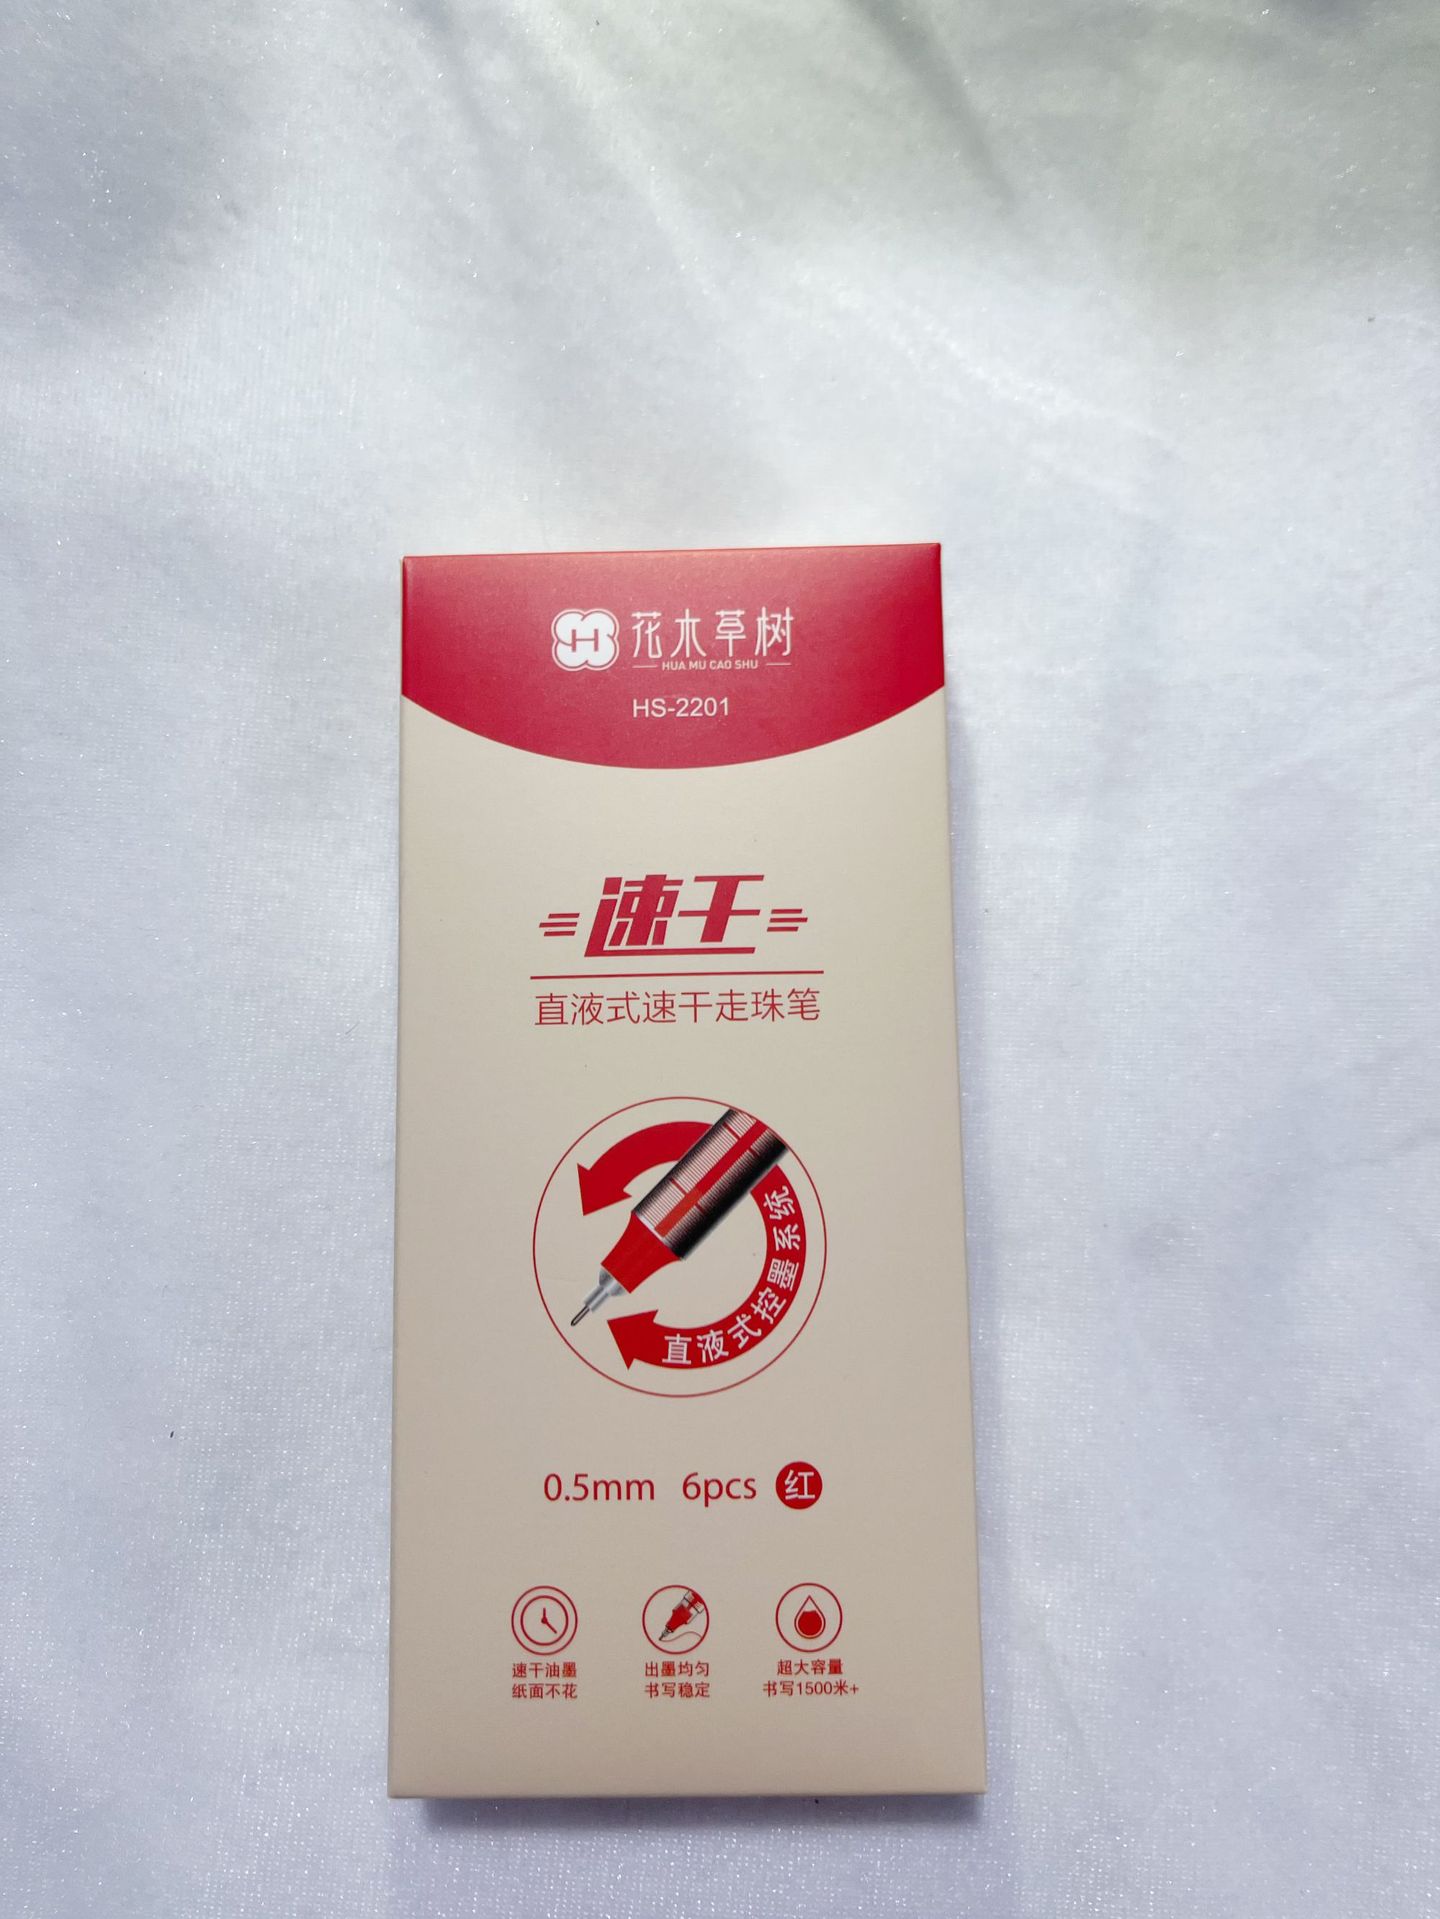 花木草树
HUA MU CAO SHU
HS-2201
速干
直液式速干走珠笔
直液式控墨系统
0.5mm 6pcs 红
速干油墨
纸面不花
出墨均匀
书写稳定
超大容量
书写1500米+